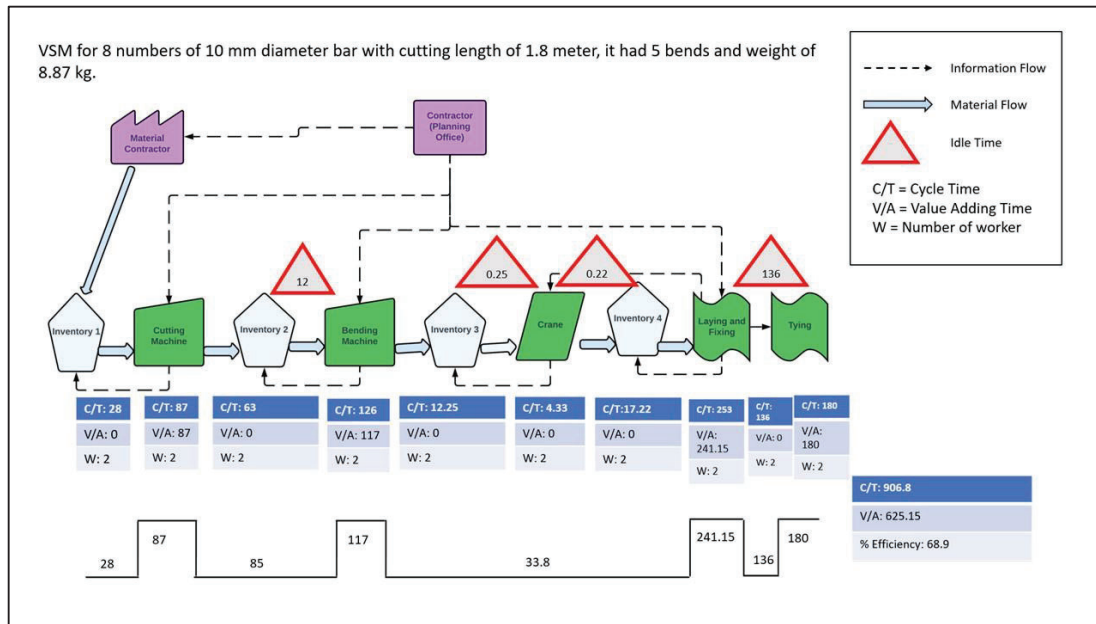 VSM for 8 numbers of 10 mm diameter bar with cutting length of 1.8 meter, it had 5 bends and weight of
8.87 kg.
Information Flow
Material Flow
Idle Time
C/T = Cycle Time
V/A = Value Adding Time
W = Number of worker
Contractor
(Planning
Office)
Material
Contractor
12
0.25
0.22
136
Inventory 1
Cutting
Machine
Inventory 2
Bending
Machine
Inventory 3
Crane
Inventory 4
Laying and
Fixing
Tying
C/T: 28
V/A: 0
W: 2
C/T: 87
V/A: 87
W: 2
C/T: 63
V/A: 0
W: 2
C/T: 126
V/A: 117
W: 2
C/T: 12.25
V/A: 0
W: 2
C/T: 4.33
V/A: 0
W: 2
C/T:17.22
V/A: 0
W: 2
C/T: 253
V/A:
241.15
W: 2
C/T:
136
V/A: 0
W: 2
C/T: 180
V/A:
180
W: 2
C/T: 906.8
V/A: 625.15
% Efficiency: 68.9
28
87
85
117
33.8
241.15
136
180